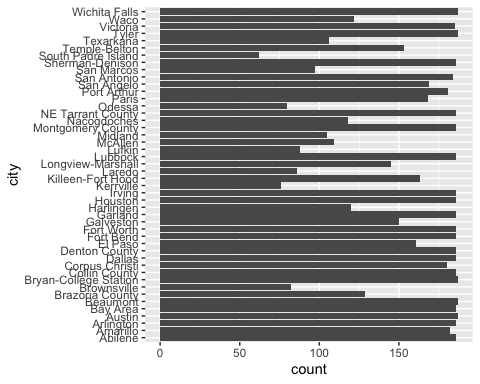 Wichita Falls
Waco
Victoria
Tyler
Texarkana
Temple-Belton
South Padre Island
Sherman-Denison
San Marcos
San Antonio
San Angelo
Port Arthur
Paris
Odessa
NE Tarrant County
Nacogdoches
Montgomery County
Midland
McAllen
Lufkin
Lubbock
Longview-Marshall
Laredo
Killeen-Fort Hood
Kerrville
Irving
Houston
Harlingen
Garland
Galveston
Fort Worth
Fort Bend
El Paso
Denton County
Dallas
Corpus Christi
Collin County
Bryan-College Station
Brownsville
Brazoria County
Beaumont
Bay Area
Austin
Arlington
Amarillo
Abilene
city
0 50 100 150
count